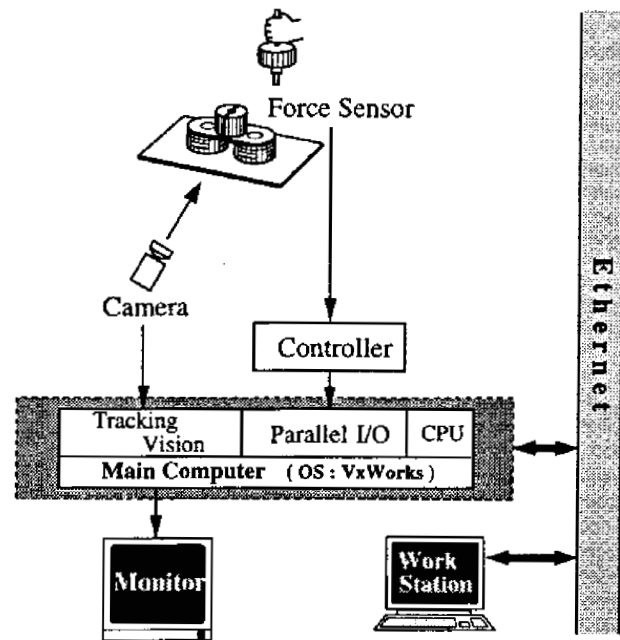 Force Sensor
Camera
Controller
Tracking
Vision
Parallel I/O
CPU
Main Computer ( OS : VxWorks )
Monitor
Work
Station
Ethernet